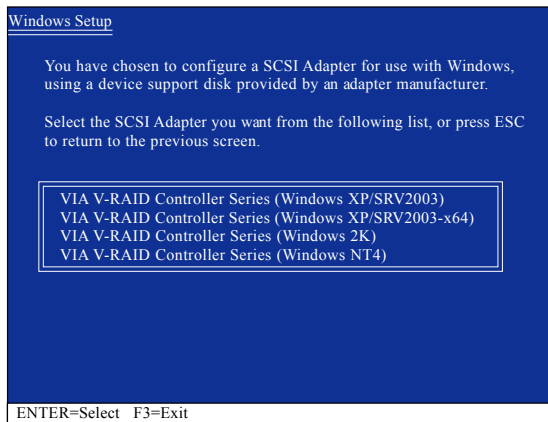 Windows Setup
You have chosen to configure a SCSI Adapter for use with Windows,
using a device support disk provided by an adapter manufacturer.
Select the SCSI Adapter you want from the following list, or press ESC
to return to the previous screen.
VIA V-RAID Controller Series (Windows XP/SRV2003)
VIA V-RAID Controller Series (Windows XP/SRV2003-x64)
VIA V-RAID Controller Series (Windows 2K)
VIA V-RAID Controller Series (Windows NT4)
ENTER=Select F3=Exit